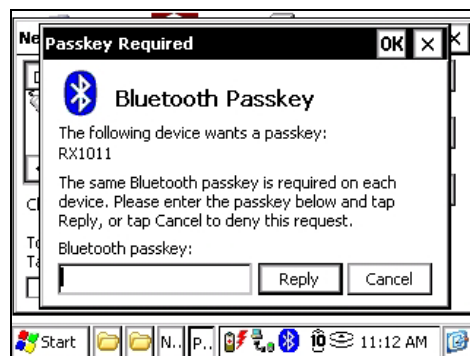 Ne
Passkey Required OK ×
Bluetooth Passkey
The following device wants a passkey:
RX1011
The same Bluetooth passkey is required on each
device. Please enter the passkey below and tap
Reply, or tap Cancel to deny this request.
Bluetooth passkey:
Reply Cancel
Start N.. P.. 11:12 AM